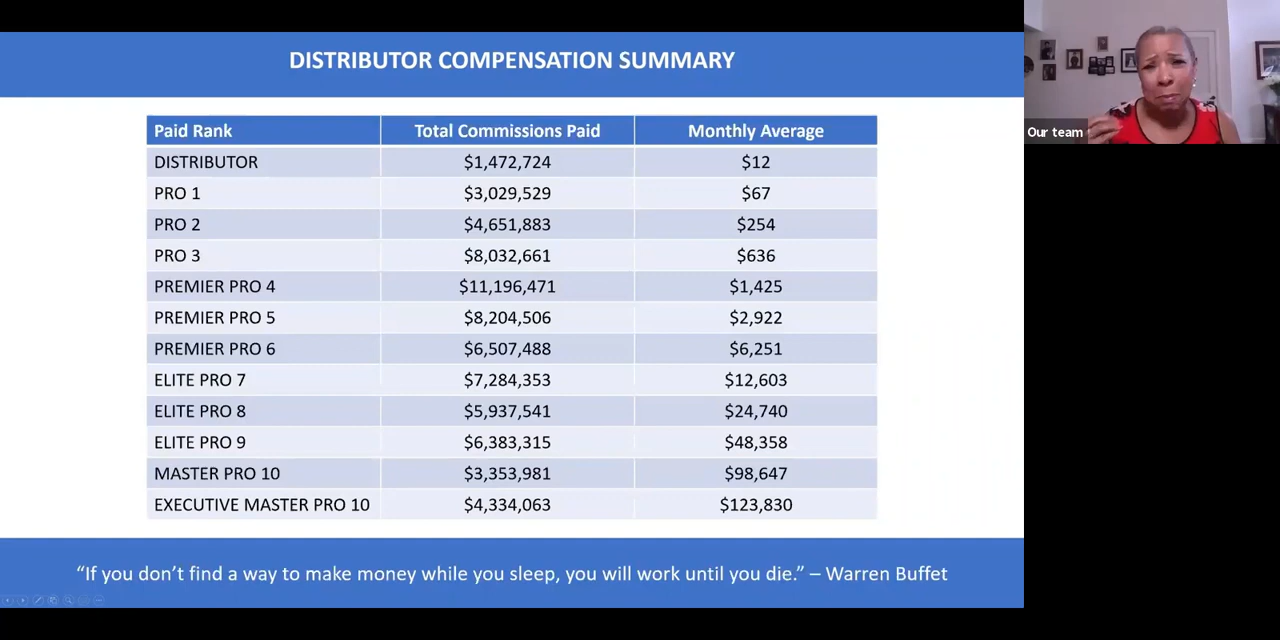 DISTRIBUTOR COMPENSATION SUMMARY
Paid Rank Total Commissions Paid Monthly Average
DISTRIBUTOR $1,472,724 $12
PRO 1 $3,029,529 $67
PRO 2 $4,651,883 $254
PRO 3 $8,032,661 $636
PREMIER PRO 4 $11,196,471 $1,425
PREMIER PRO 5 $8,204,506 $2,922
PREMIER PRO 6 $6,507,488 $6,251
ELITE PRO 7 $7,284,353 $12,603
ELITE PRO 8 $5,937,541 $24,740
ELITE PRO 9 $6,383,315 $48,358
MASTER PRO 10 $3,353,981 $98,647
EXECUTIVE MASTER PRO 10 $4,334,063 $123,830
“If you don’t find a way to make money while you sleep, you will work until you die.” – Warren Buffet
Our team